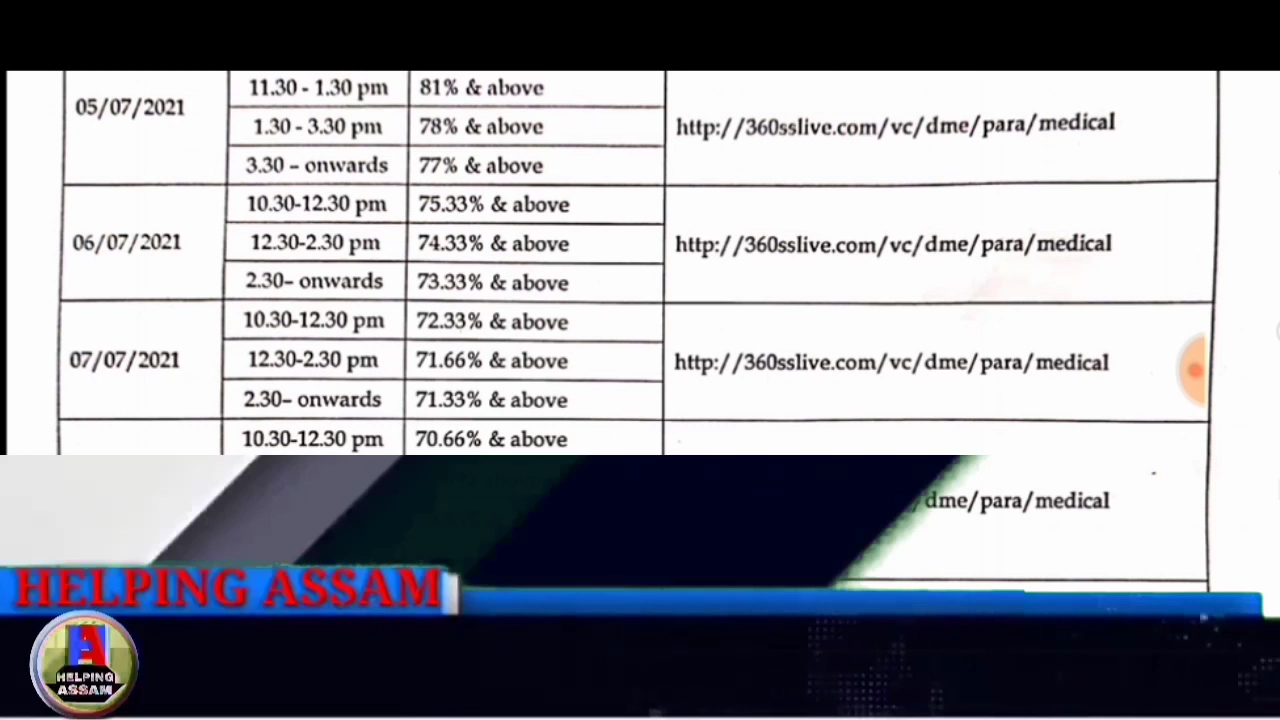 05/07/2021
11.30 - 1.30 pm 81% & above
1.30 - 3.30 pm 78% & above
3.30 – onwards 77% & above
http://360sslive.com/vc/dme/para/medical
06/07/2021
10.30-12.30 pm 75.33% & above
12.30-2.30 pm 74.33% & above
2.30– onwards 73.33% & above
http://360sslive.com/vc/dme/para/medical
07/07/2021
10.30-12.30 pm 72.33% & above
12.30-2.30 pm 71.66% & above
2.30– onwards 71.33% & above
http://360sslive.com/vc/dme/para/medical
10.30-12.30 pm 70.66% & above
/dme/para/medical
HELPING ASSAM
HA
HELPING
ASSAM